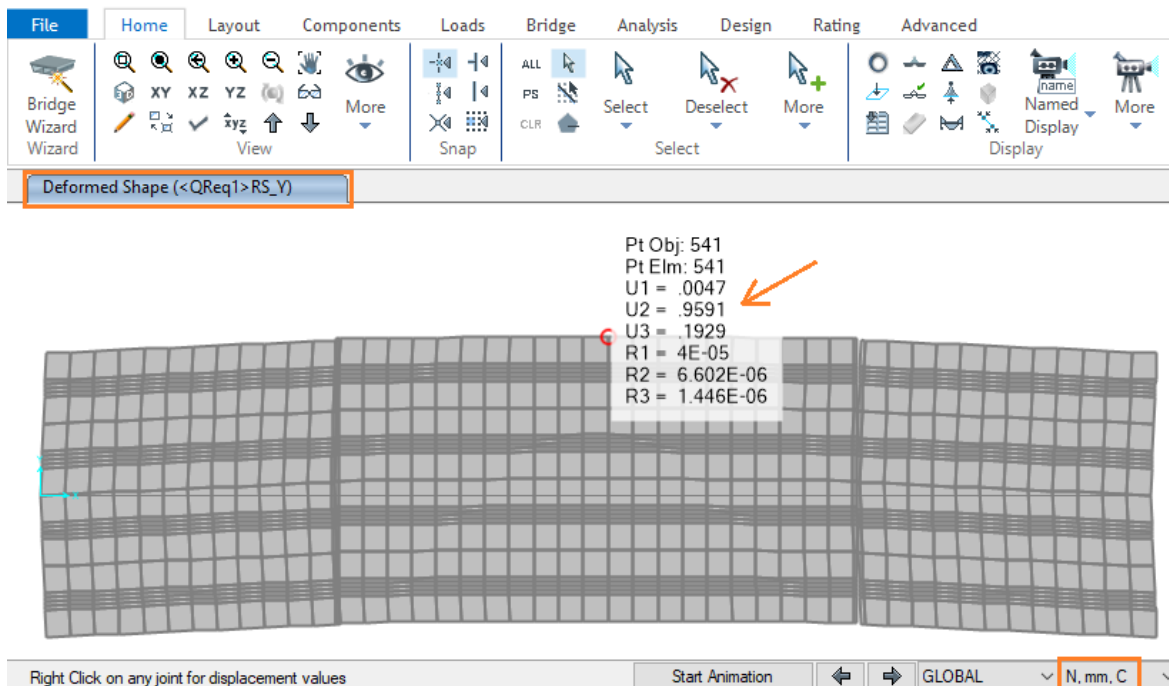 File Home Layout Components Loads Bridge Analysis Design Rating Advanced
ALL
XY XZ YZ
PS
Bridge
Wizard
More
Select
Deselect
More
name
Named
Display
More
xyz
CLR
Wizard View Snap Select Display
Deformed Shape (<QReq1>RS_Y)
Pt Obj: 541
Pt Elm: 541
U1 = .0047
U2 = .9591
U3 = .1929
R1 = 4E-05
R2 = 6.602E-06
R3 = 1.446E-06
Right Click on any joint for displacement values Start Animation GLOBAL N, mm, C